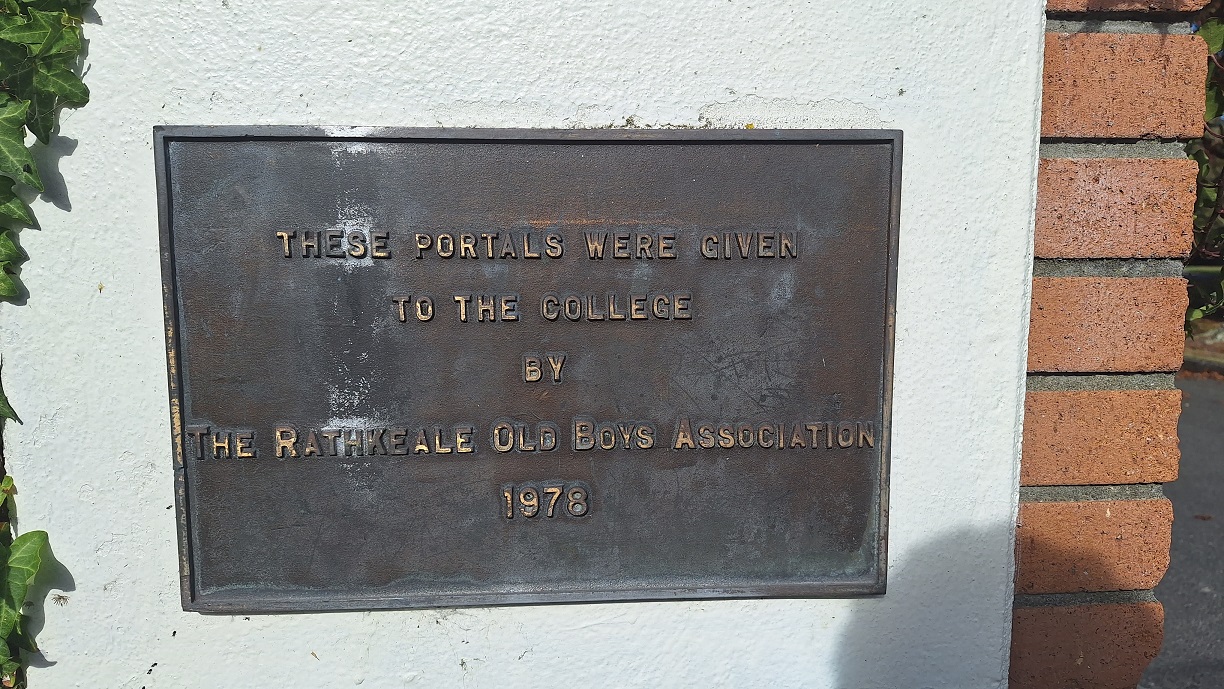 THESE PORTALS WERE GIVEN
TO THE COLLEGE
BY
THE RATHKEALE OLD BOYS ASSOCIATION
1978